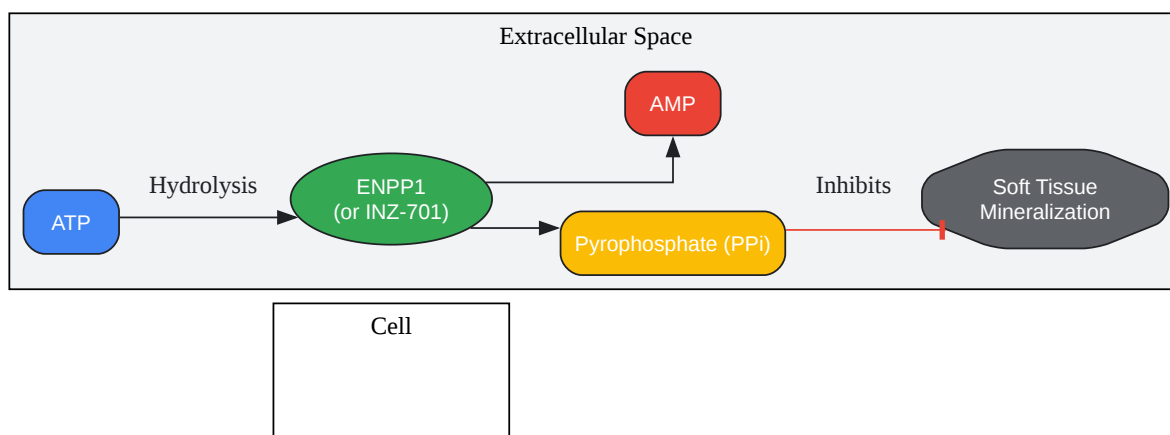 Extracellular Space
AMP
Hydrolysis
Inhibits
ATP
ENPP1
(or INZ-701)
Pyrophosphate (PPi)
Soft Tissue
Mineralization
Cell